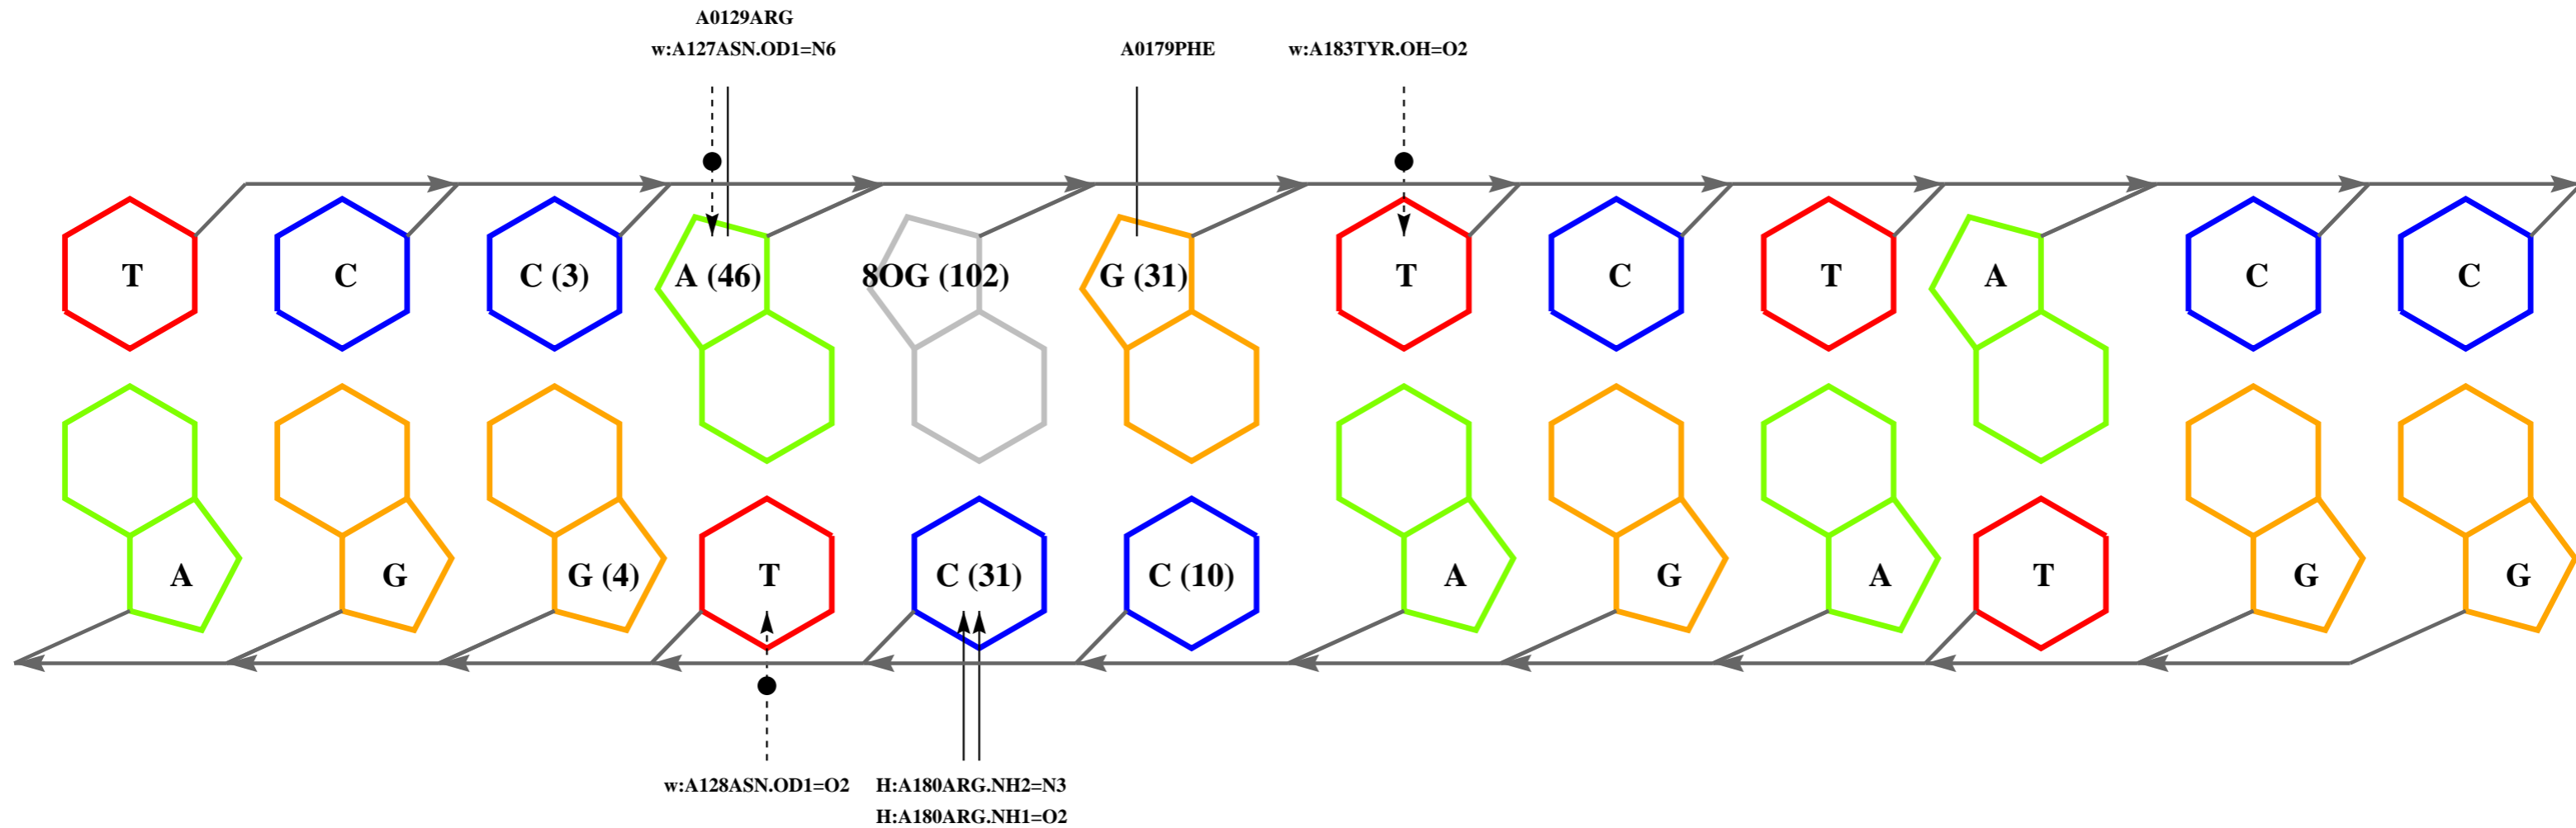 A0129ARG
w:A127ASN.OD1=N6
A0179PHE
w:A183TYR.OH=O2
T C C (3) A (46) 8OG (102) G (31) T C T A C C
A G G (4) T C (31) C (10) A G A T G G
w:A128ASN.OD1=O2
H:A180ARG.NH2=N3
H:A180ARG.NH1=O2